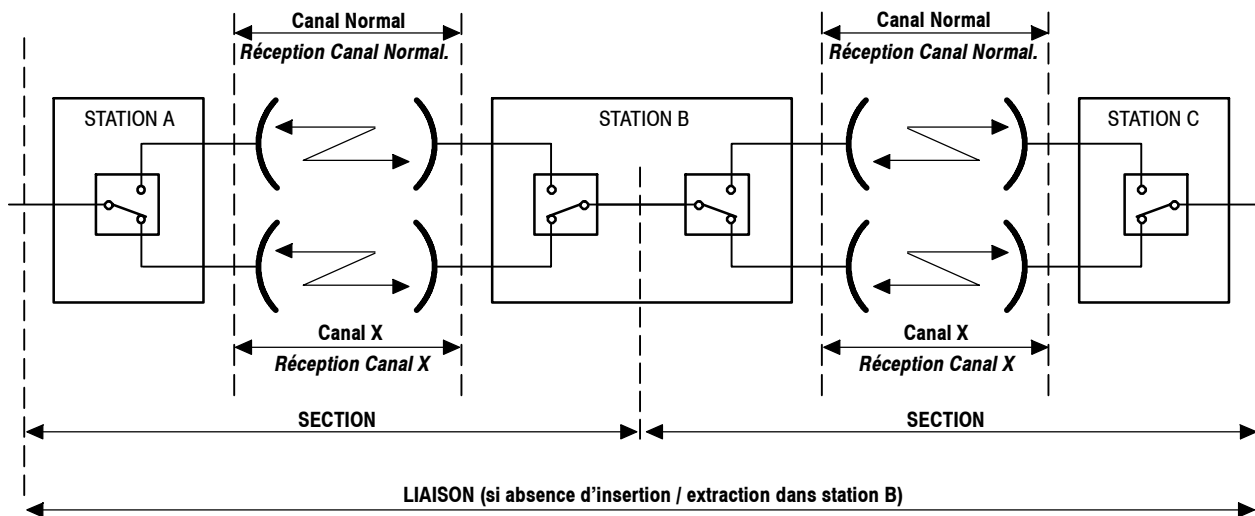 Canal Normal
Réception Canal Normal.
Canal Normal
Réception Canal Normal.
STATION A
STATION B
STATION C
Canal X
Réception Canal X
Canal X
Réception Canal X
SECTION
SECTION
LIAISON (si absence d'insertion / extraction dans station B)